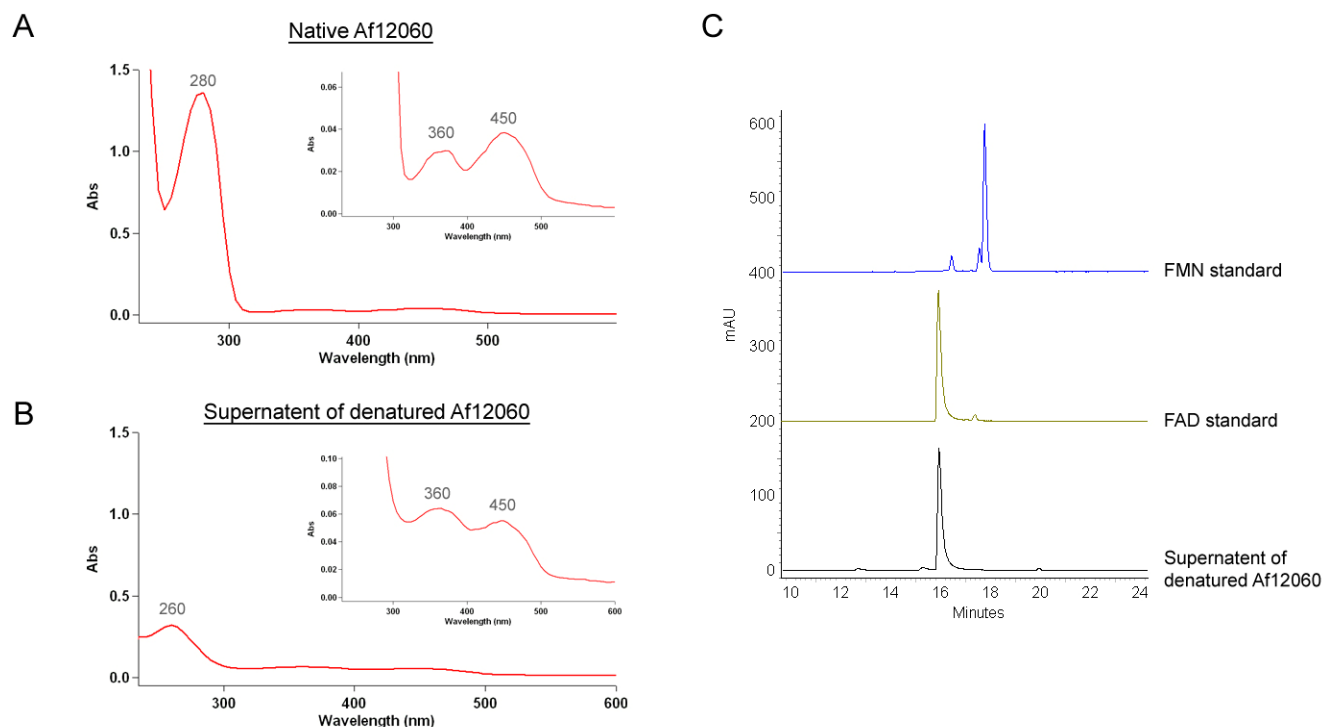 A
Native Af12060
1.5
1.0
0.5
0.0
Abs
280
300
400
500
Wavelength (nm)
0.06
0.04
0.02
0.00
Abs
360
450
300
400
500
Wavelength (nm)
B
Supernatent of denatured Af12060
1.5
1.0
0.5
0.0
Abs
260
300
400
500
600
Wavelength (nm)
0.10
0.08
0.06
0.04
0.02
0.00
Abs
360
450
300
400
500
600
Wavelength (nm)
C
600
500
400
300
200
100
0
mAU
10
12
14
16
18
20
22
24
Minutes
FMN standard
FAD standard
Supernatent of
denatured Af12060